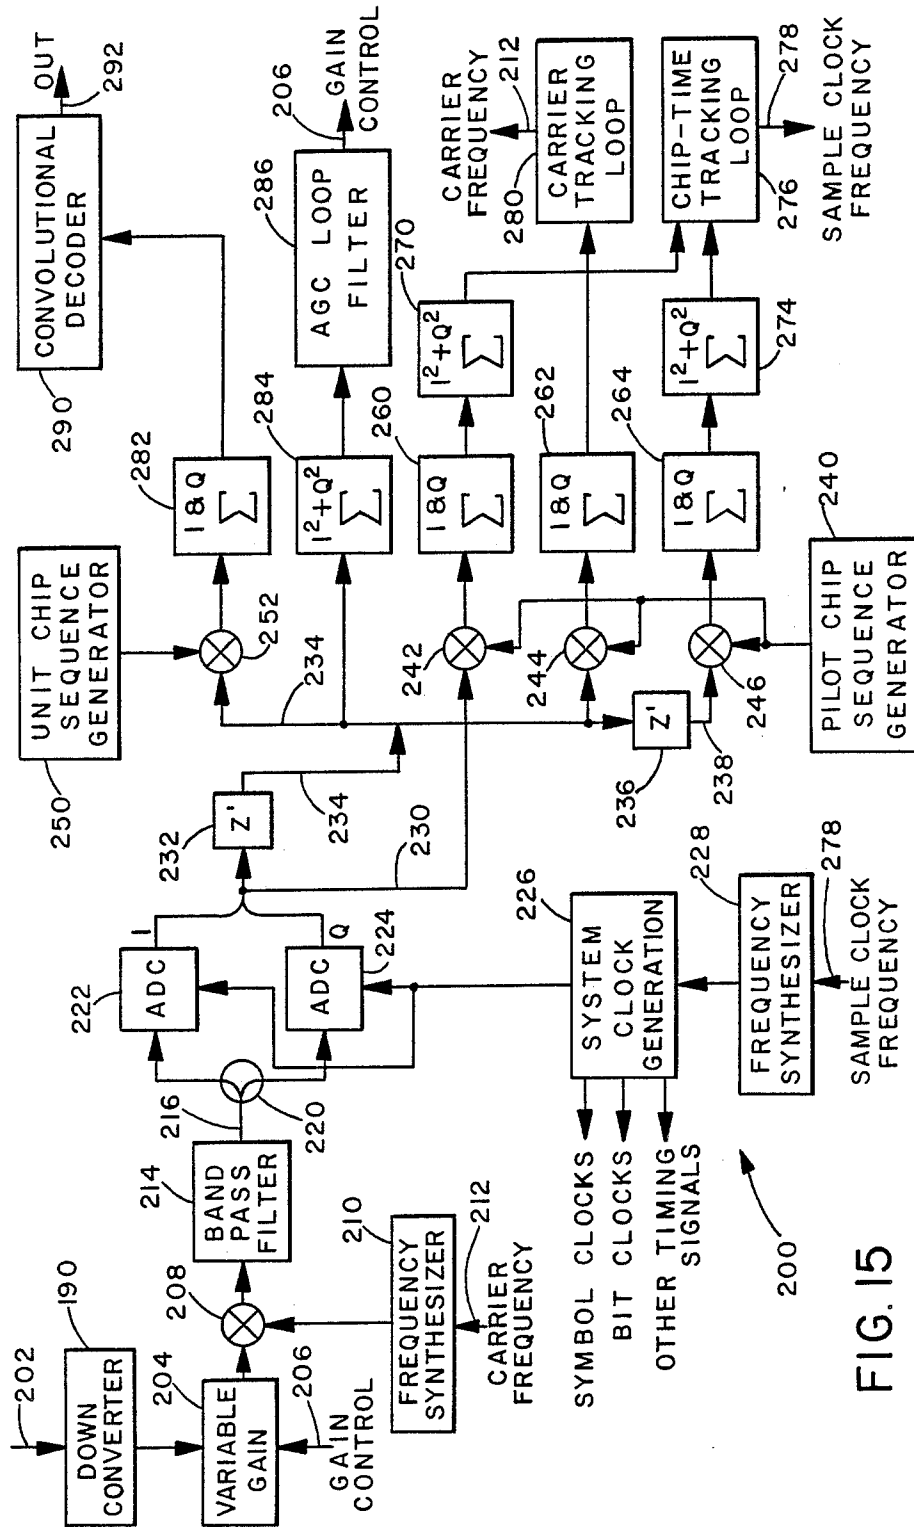 202
DOWN
CONVERTER
190
204
VARIABLE
GAIN
206
GAIN
CONTROL
208
214
BAND
PASS
FILTER
216
220
210
FREQUENCY
SYNTHESIZER
212
CARRIER
FREQUENCY
222
ADC
I
ADC
Q
224
226
SYSTEM
CLOCK
GENERATION
SYMBOL CLOCKS
BIT CLOCKS
OTHER TIMING
SIGNALS
228
FREQUENCY
SYNTHESIZER
278
SAMPLE CLOCK
FREQUENCY
200
232
Z'
234
230
250
UNIT CHIP
SEQUENCE
GENERATOR
252
234
242
244
246
236
Z'
238
PILOT CHIP
SEQUENCE
GENERATOR
240
282
I&Q
Σ
284
I²+Q²
Σ
260
I&Q
Σ
262
I&Q
Σ
264
I&Q
Σ
290
CONVOLUTIONAL
DECODER
OUT
292
286
AGC LOOP
FILTER
206
GAIN
CONTROL
270
I²+Q²
Σ
I²+Q²
Σ
274
CARRIER
FREQUENCY
212
280
CARRIER
TRACKING
LOOP
CHIP-TIME
TRACKING
LOOP
276
278
SAMPLE CLOCK
FREQUENCY
FIG. 15